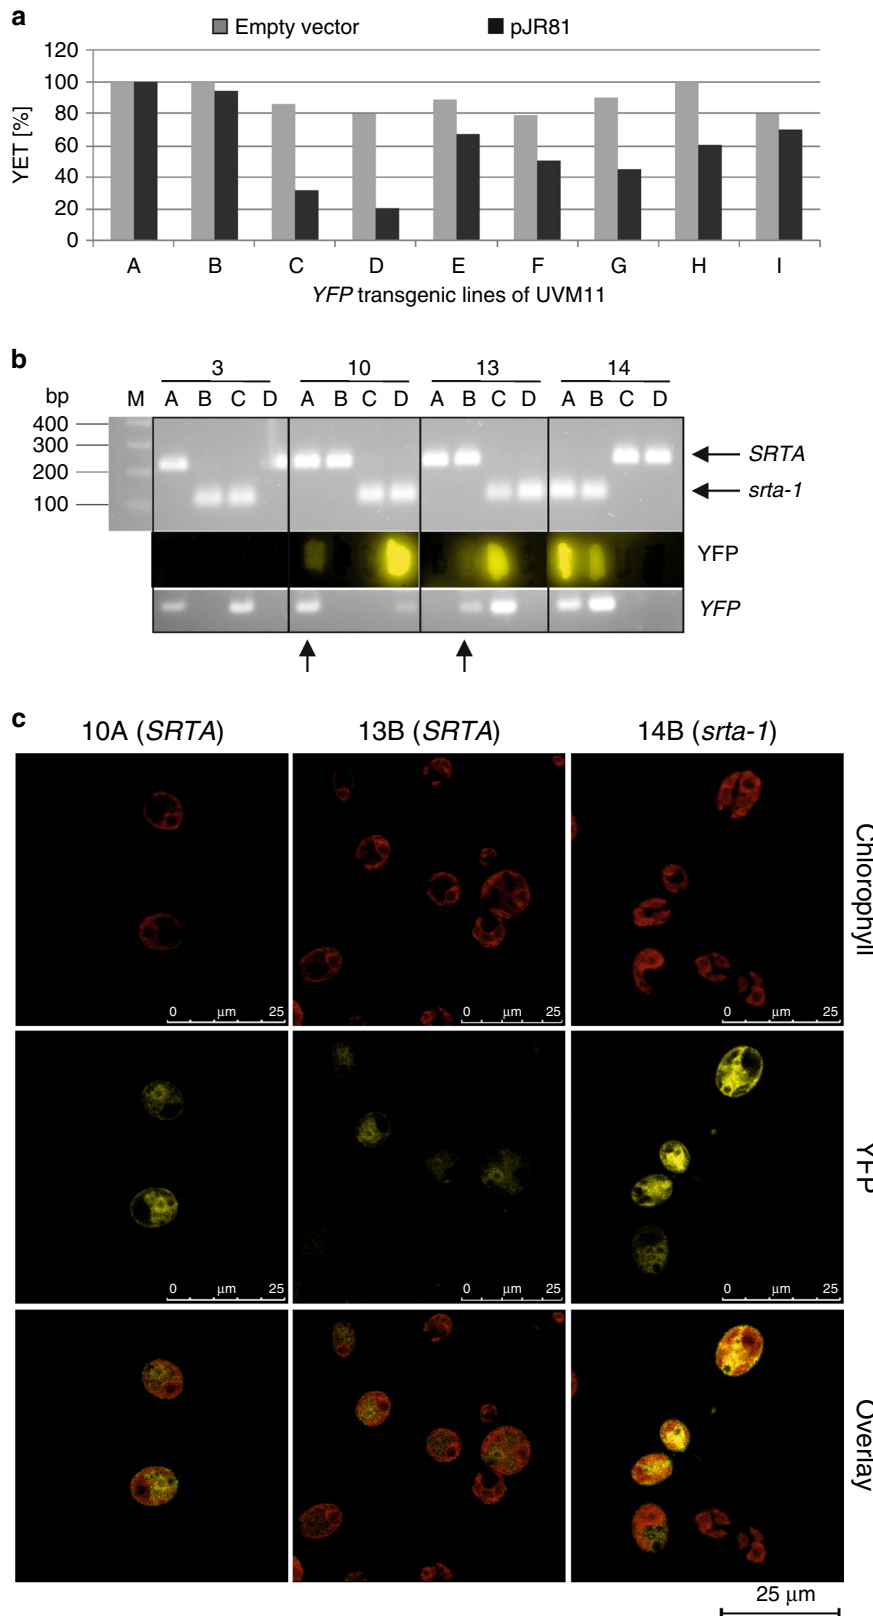 a
Empty vector pJR81
120
100
80
60
40
20
0
YET [%]
A B C D E F G H I
YFP transgenic lines of UVM11
b
3 10 13 14
bp M A B C D A B C D A B C D A B C D
400
300
200
100
SRTA
srta-1
YFP
YFP
c
10A (SRTA) 13B (SRTA) 14B (srta-1)
Chlorophyll
0 µm 25 0 µm 25 0 µm 25
YFP
0 µm 25 0 µm 25 0 µm 25
Overlay
25 µm